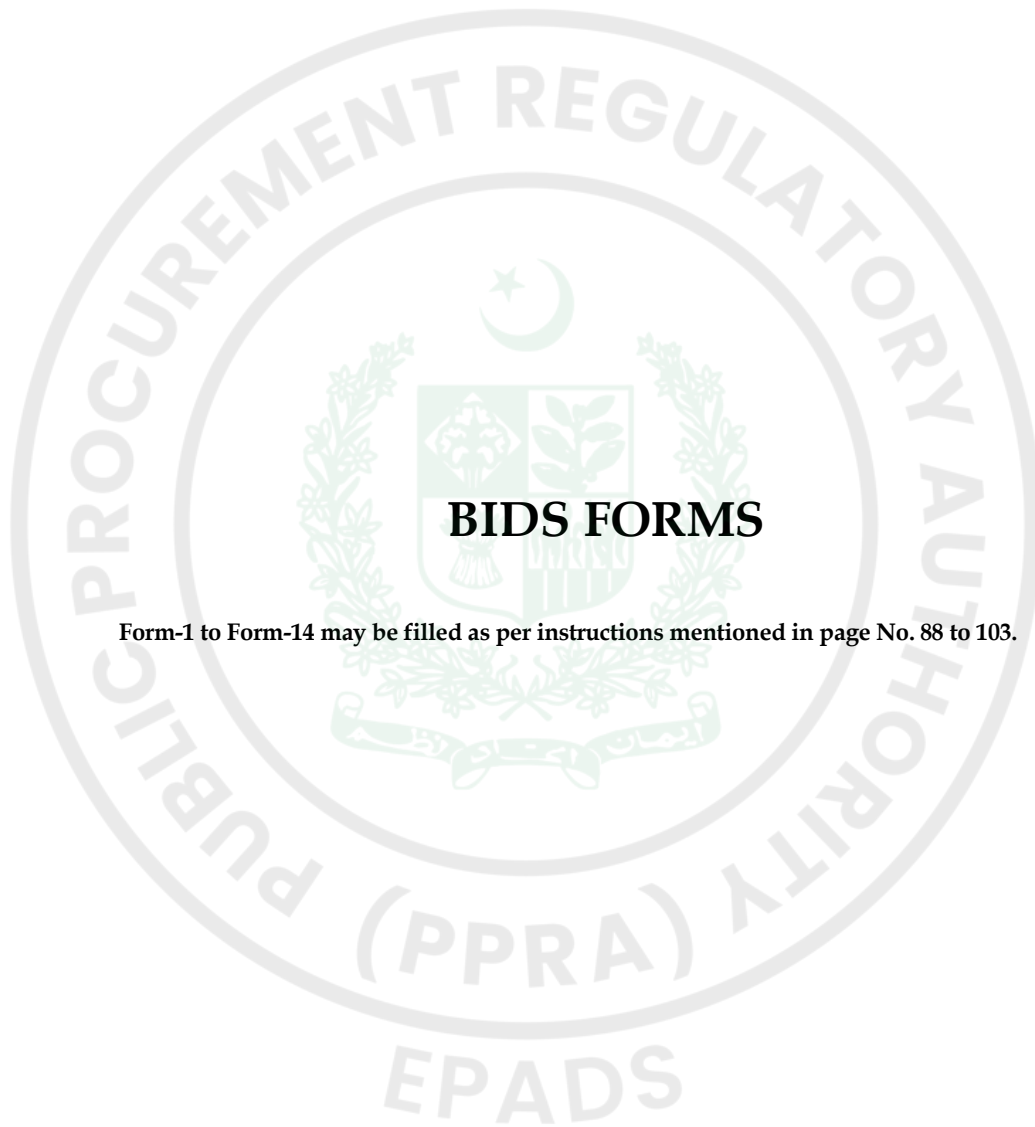 PUBLIC PROCUREMENT REGULATORY AUTHORITY
BIDS FORMS
Form-1 to Form-14 may be filled as per instructions mentioned in page No. 88 to 103.
(PPRA)
EPADS